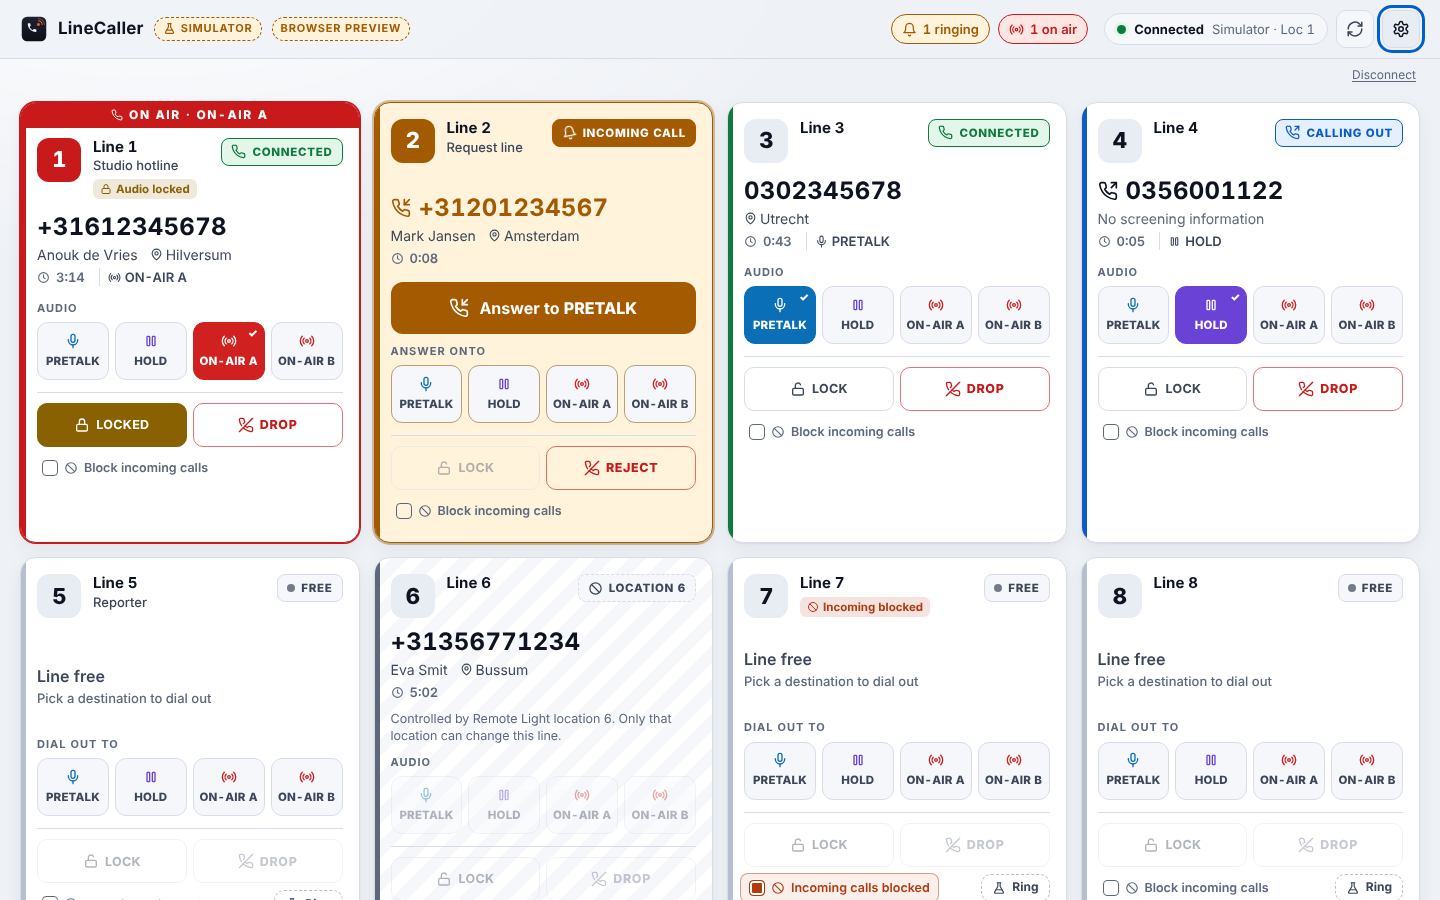 LineCaller
SIMULATOR
BROWSER PREVIEW
1 ringing
1 on air
Connected Simulator · Loc 1
Disconnect
ON AIR · ON-AIR A
1
Line 1
Studio hotline
Audio locked
CONNECTED
+31612345678
Anouk de Vries Hilversum
3:14 ON-AIR A
AUDIO
PRETALK HOLD ON-AIR A ON-AIR B
LOCKED DROP
Block incoming calls
2
Line 2
Request line
INCOMING CALL
+31201234567
Mark Jansen Amsterdam
0:08
Answer to PRETALK
ANSWER ONTO
PRETALK HOLD ON-AIR A ON-AIR B
LOCK REJECT
Block incoming calls
3
Line 3
CONNECTED
0302345678
Utrecht
0:43 PRETALK
AUDIO
PRETALK HOLD ON-AIR A ON-AIR B
LOCK DROP
Block incoming calls
4
Line 4
CALLING OUT
0356001122
No screening information
0:05 HOLD
AUDIO
PRETALK HOLD ON-AIR A ON-AIR B
LOCK DROP
Block incoming calls
5
Line 5
Reporter
FREE
Line free
Pick a destination to dial out
DIAL OUT TO
PRETALK HOLD ON-AIR A ON-AIR B
LOCK DROP
6
Line 6
LOCATION 6
+31356771234
Eva Smit Bussum
5:02
Controlled by Remote Light location 6. Only that
location can change this line.
AUDIO
PRETALK HOLD ON-AIR A ON-AIR B
LOCK DROP
7
Line 7
Incoming blocked
FREE
Line free
Pick a destination to dial out
DIAL OUT TO
PRETALK HOLD ON-AIR A ON-AIR B
LOCK DROP
Incoming calls blocked Ring
8
Line 8
FREE
Line free
Pick a destination to dial out
DIAL OUT TO
PRETALK HOLD ON-AIR A ON-AIR B
LOCK DROP
Block incoming calls Ring